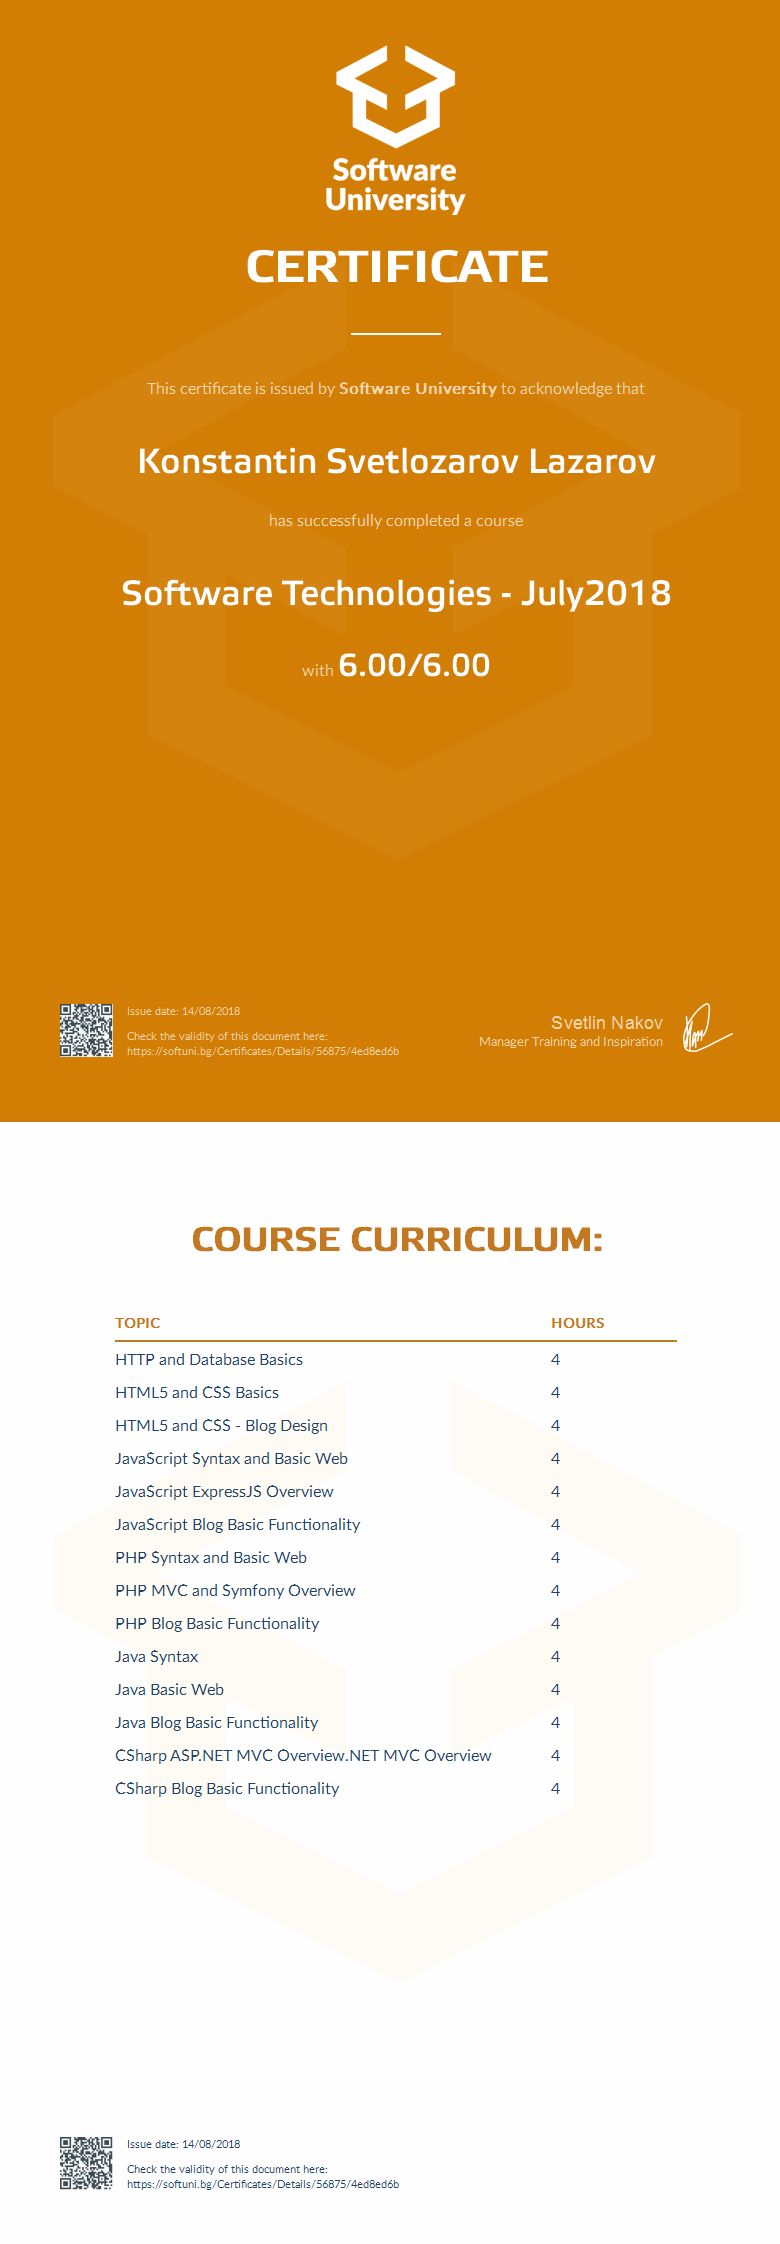 Software
University
CERTIFICATE
This certificate is issued by Software University to acknowledge that
Konstantin Svetlozarov Lazarov
has successfully completed a course
Software Technologies - July2018
with 6.00/6.00
Issue date: 14/08/2018
Check the validity of this document here:
https://softuni.bg/Certificates/Details/56875/4ed8ed6b
Svetlin Nakov
Manager Training and Inspiration
COURSE CURRICULUM:
TOPIC HOURS
HTTP and Database Basics 4
HTML5 and CSS Basics 4
HTML5 and CSS - Blog Design 4
JavaScript Syntax and Basic Web 4
JavaScript ExpressJS Overview 4
JavaScript Blog Basic Functionality 4
PHP Syntax and Basic Web 4
PHP MVC and Symfony Overview 4
PHP Blog Basic Functionality 4
Java Syntax 4
Java Basic Web 4
Java Blog Basic Functionality 4
CSharp ASP.NET MVC Overview.NET MVC Overview 4
CSharp Blog Basic Functionality 4
Issue date: 14/08/2018
Check the validity of this document here:
https://softuni.bg/Certificates/Details/56875/4ed8ed6b